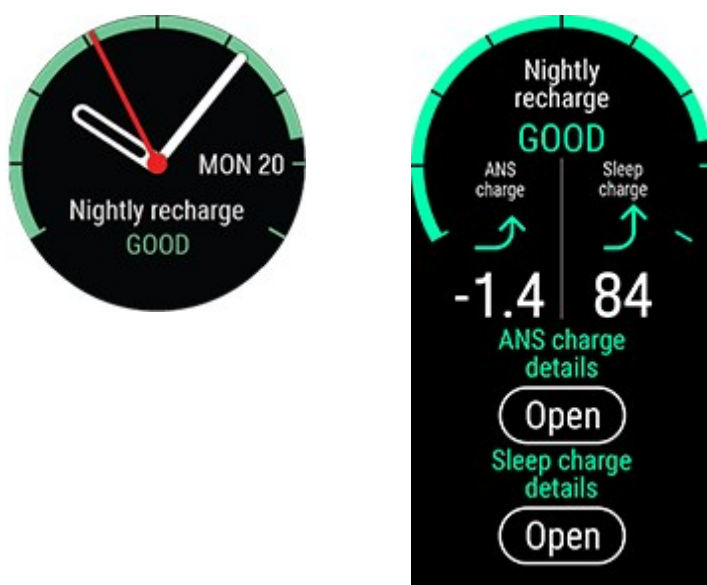 MON 20
Nightly recharge
GOOD
Nightly
recharge
GOOD
ANS
charge
Sleep
charge
-1.4
84
ANS charge
details
Open
Sleep charge
details
Open